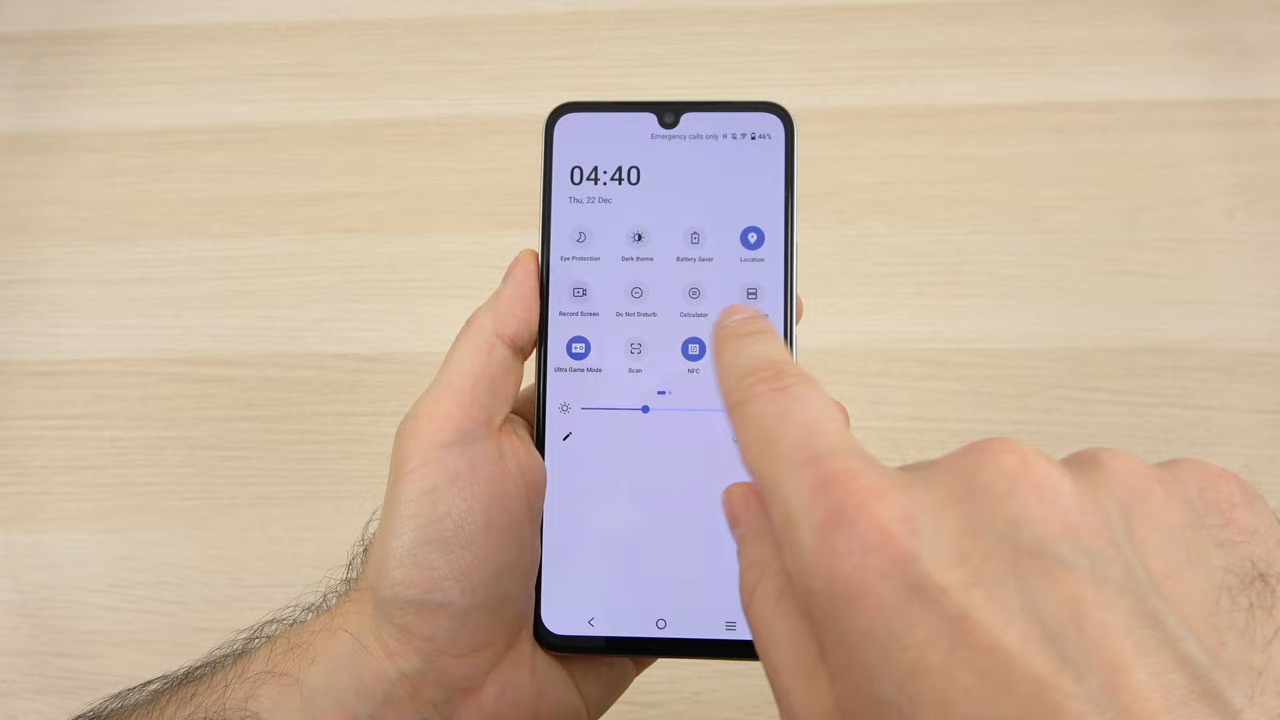 Emergency calls only 46%
04:40
Thu, 22 Dec
Eye Protection Dark theme Battery Saver Location
Record Screen Do Not Disturb Calculator
Ultra Game Mode Scan NFC